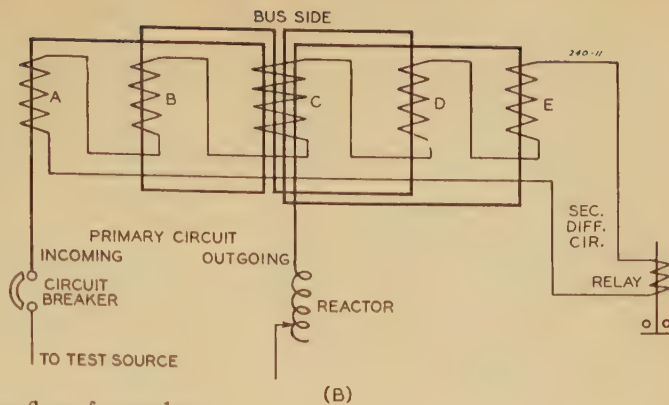 BUS SIDE
240-11
A
B
C
D
E
PRIMARY CIRCUIT
INCOMING
OUTGOING
SEC.
DIFF.
CIR.
CIRCUIT
BREAKER
REACTOR
RELAY
TO TEST SOURCE
(B)